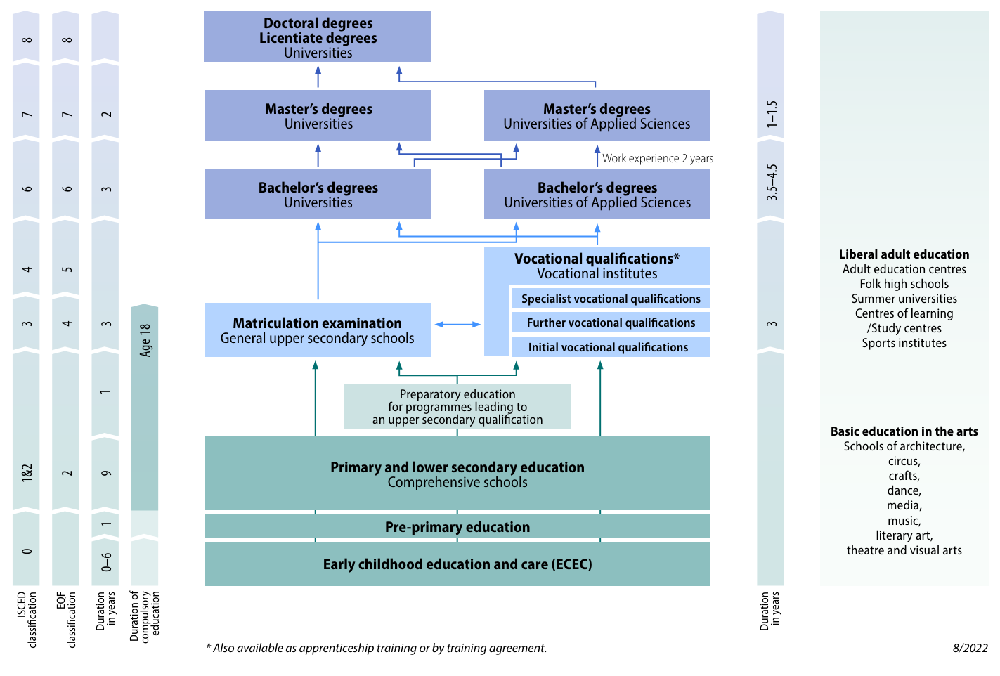 8
7
6
4
3
1&2
0
ISCED
classification
8
7
6
5
4
2
EQF
classification
2
3
3
1
9
1
0–6
Duration
in years
Age 18
Duration of
compulsory
education
Doctoral degrees
Licentiate degrees
Universities
Master’s degrees
Universities
Master’s degrees
Universities of Applied Sciences
Work experience 2 years
Bachelor’s degrees
Universities
Bachelor’s degrees
Universities of Applied Sciences
Vocational qualifications*
Vocational institutes
Specialist vocational qualifications
Further vocational qualifications
Initial vocational qualifications
Matriculation examination
General upper secondary schools
Preparatory education
for programmes leading to
an upper secondary qualification
Primary and lower secondary education
Comprehensive schools
Pre-primary education
Early childhood education and care (ECEC)
1–1.5
3.5–4.5
3
Duration
in years
Liberal adult education
Adult education centres
Folk high schools
Summer universities
Centres of learning
/Study centres
Sports institutes
Basic education in the arts
Schools of architecture,
circus,
crafts,
dance,
media,
music,
literary art,
theatre and visual arts
* Also available as apprenticeship training or by training agreement.
8/2022